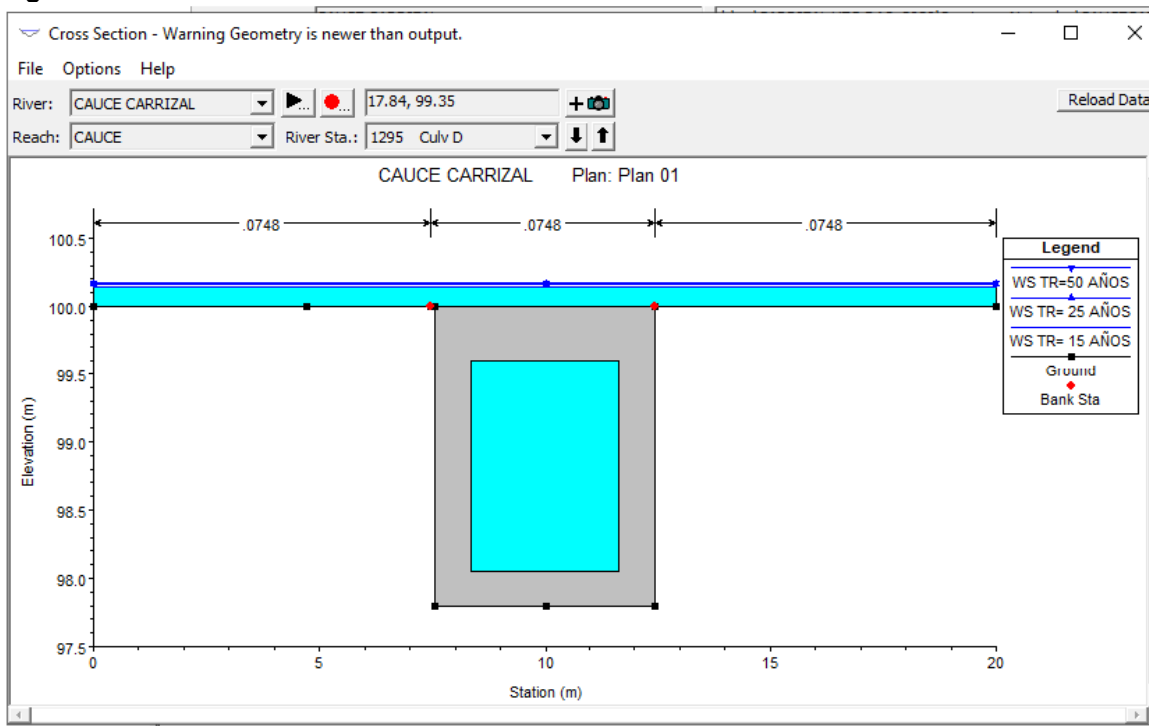 Cross Section - Warning Geometry is newer than output.
File Options Help
River: CAUCE CARRIZAL 17.84, 99.35 Reload Data
Reach: CAUCE River Sta.: 1295 Culv D
CAUCE CARRIZAL Plan: Plan 01
.0748 .0748 .0748
100.5
100.0
99.5
99.0
98.5
98.0
97.5
Elevation (m)
0 5 10 15 20
Station (m)
Legend
WS TR=50 AÑOS
WS TR= 25 AÑOS
WS TR= 15 AÑOS
Ground
Bank Sta